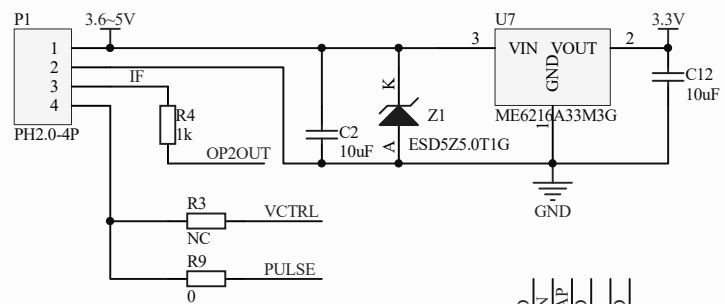 P1
3.6~5V
U7
3.3V
1
2
3
4
IF
3
VIN
VOUT
GND
2
K
R4
1k
C2
10uF
Z1
A
ESD5Z5.0T1G
ME6216A33M3G
1
C12
10uF
PH2.0-4P
OP2OUT
GND
R3
VCTRL
NC
R9
PULSE
0